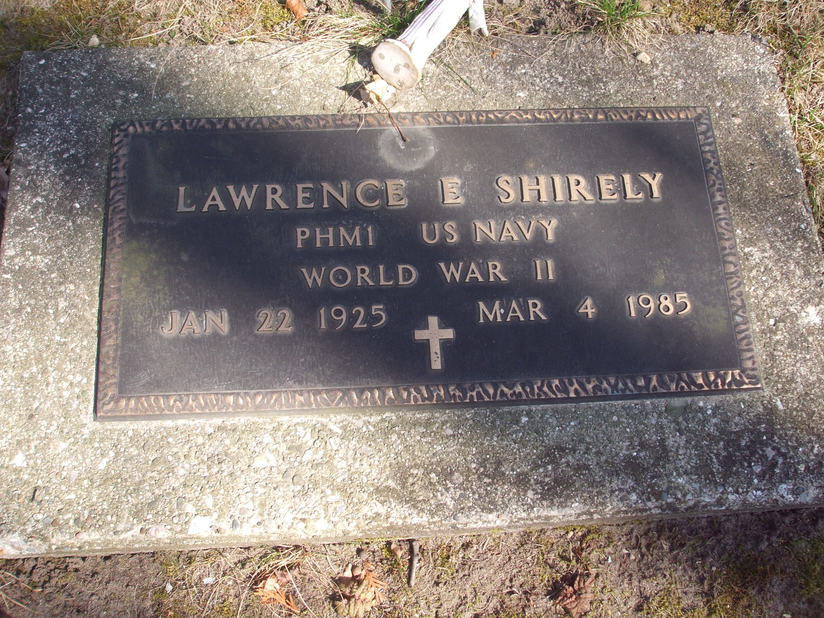 LAWRENCE E SHIRELY
PHM1 US NAVY
WORLD WAR II
JAN 22 1925 MAR 4 1985